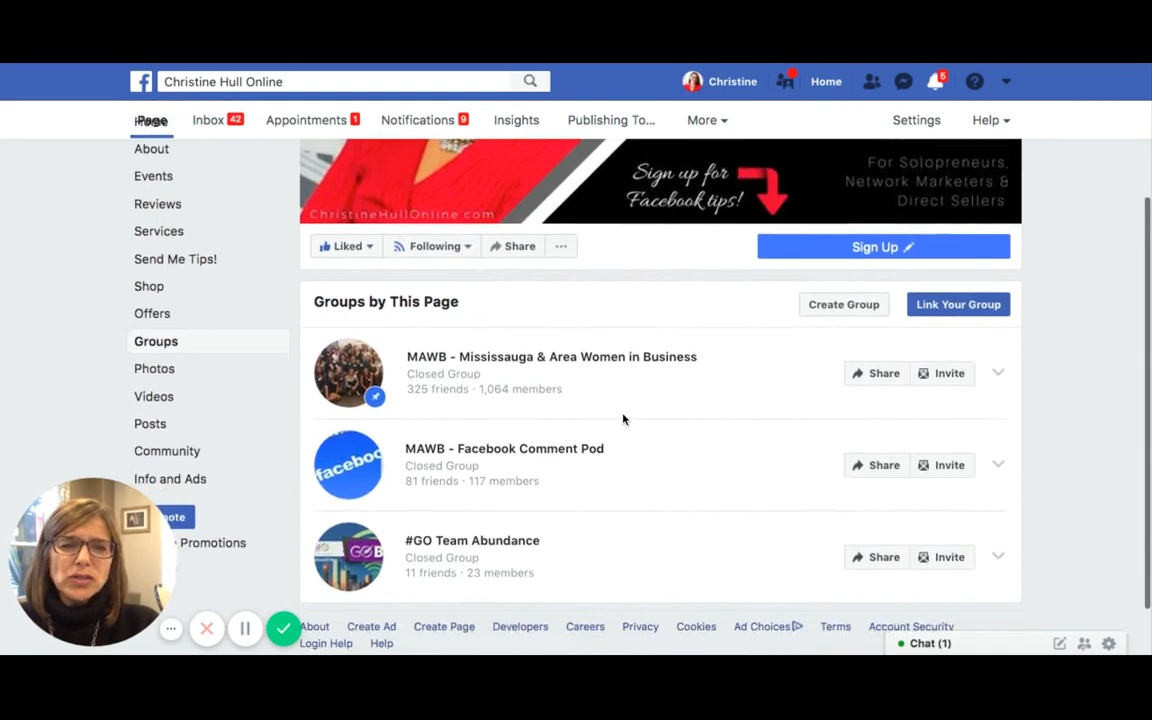 Christine Hull Online
Christine
Home
5
Page
Inbox 42
Appointments 1
Notifications 9
Insights
Publishing To...
More
Settings
Help
About
Events
Reviews
Services
Send Me Tips!
Shop
Offers
Groups
Photos
Videos
Posts
Community
Info and Ads
Promotions
ChristineHullOnline.com
Sign up for
Facebook tips!
For Solopreneurs,
Network Marketers &
Direct Sellers
Liked
Following
Share
Sign Up
Groups by This Page
Create Group
Link Your Group
MAWB - Mississauga & Area Women in Business
Closed Group
325 friends · 1,064 members
Share
Invite
MAWB - Facebook Comment Pod
Closed Group
81 friends · 117 members
Share
Invite
#GO Team Abundance
Closed Group
11 friends · 23 members
Share
Invite
About
Create Ad
Create Page
Developers
Careers
Privacy
Cookies
Ad Choices
Terms
Account Security
Login Help
Help
Chat (1)